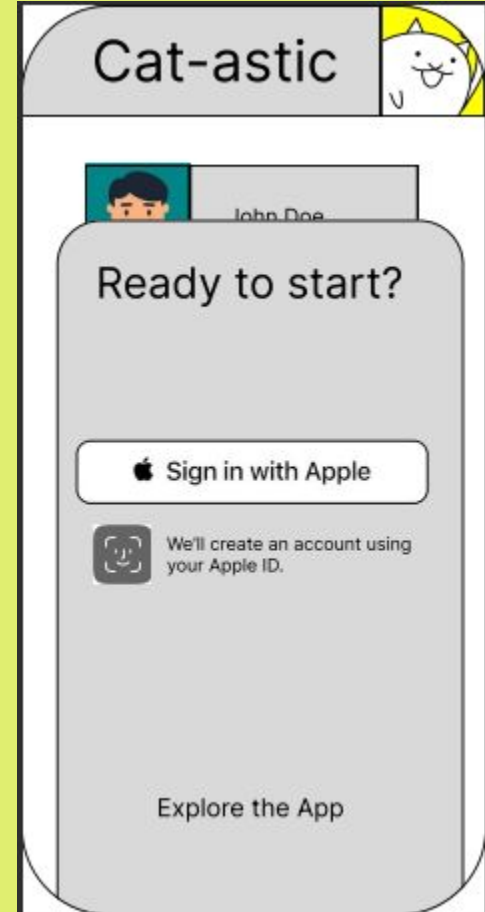 Cat-astic
John Doe
Ready to start?
Sign in with Apple
We'll create an account using
your Apple ID.
Explore the App